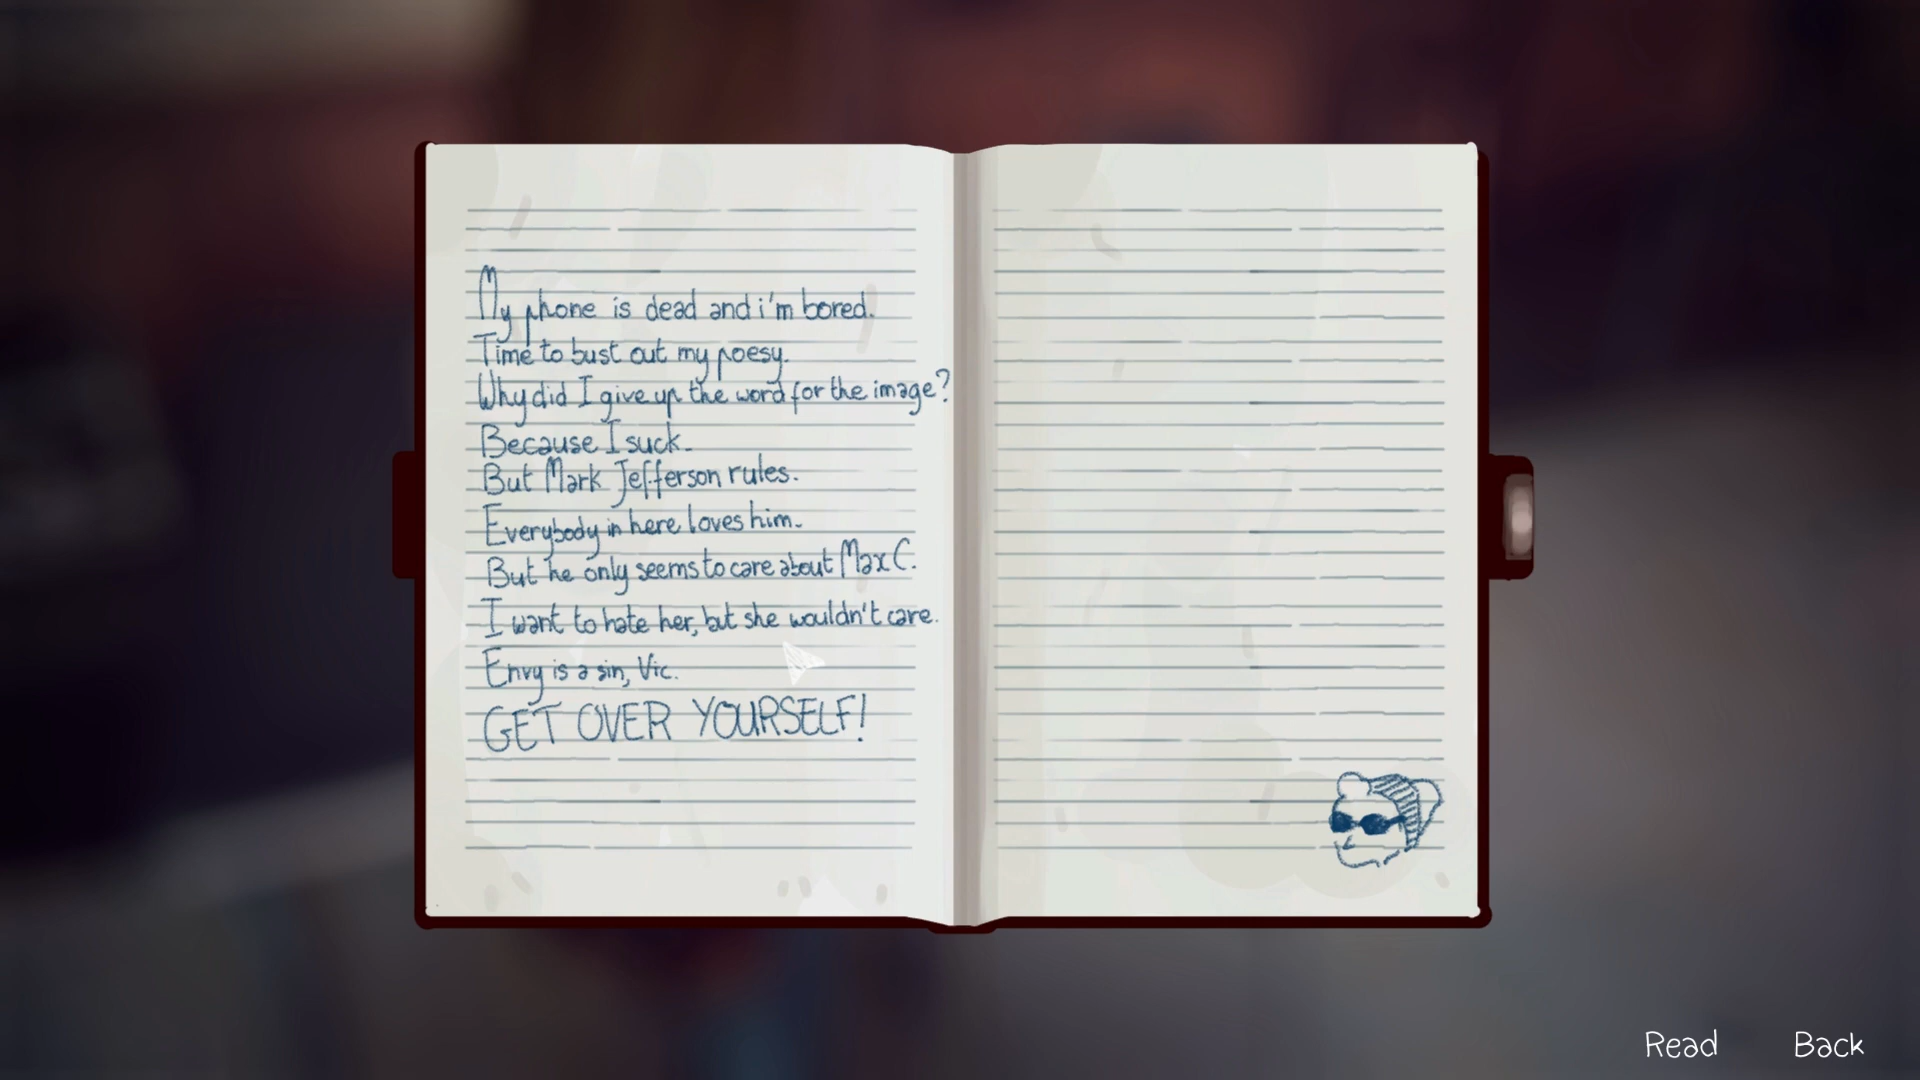 My phone is dead and i'm bored.
Time to bust out my poesy.
Why did I give up the word for the image?
Because I suck.
But Mark Jefferson rules.
Everybody in here loves him.
But he only seems to care about Max C.
I want to hate her, but she wouldn't care.
Envy is a sin, Vic.
GET OVER YOURSELF!
Read Back